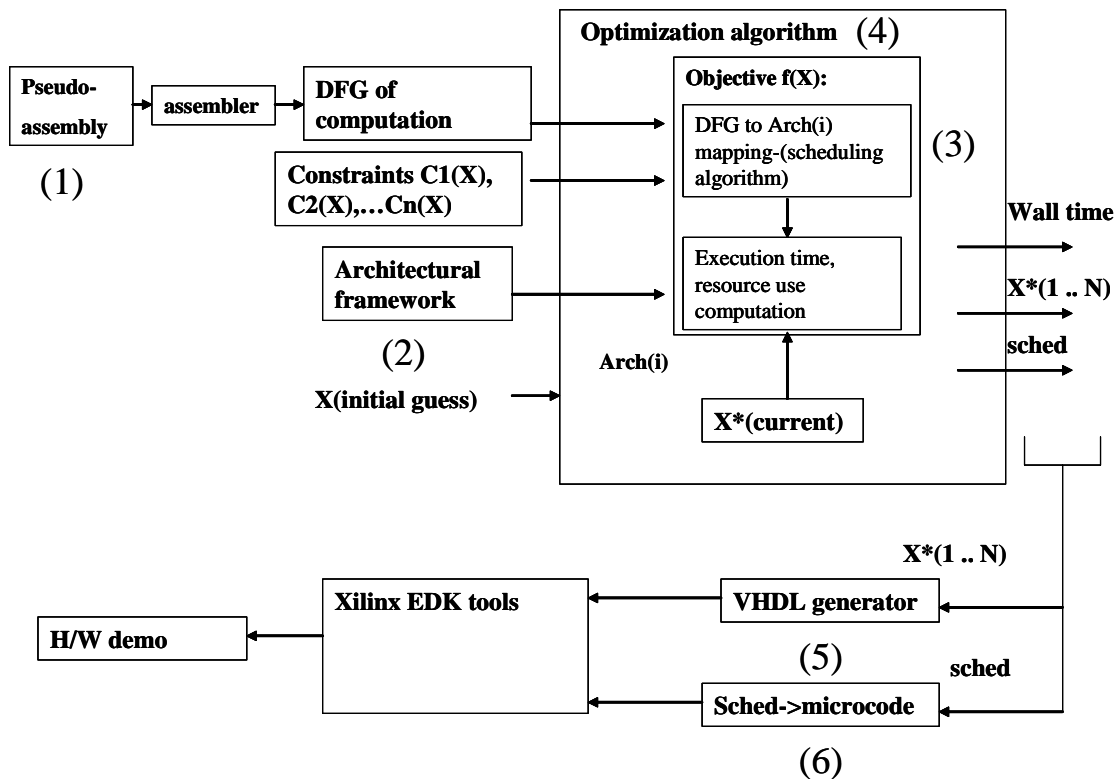 Optimization algorithm (4)
Pseudo-
assembly
(1)
assembler
DFG of
computation
Constraints C1(X),
C2(X),…Cn(X)
Architectural
framework
(2)
X(initial guess)
Objective f(X):
DFG to Arch(i)
mapping-(scheduling
algorithm)
(3)
Execution time,
resource use
computation
Arch(i)
X*(current)
Wall time
X*(1 .. N)
sched
X*(1 .. N)
VHDL generator
(5)
sched
Sched->microcode
(6)
Xilinx EDK tools
H/W demo